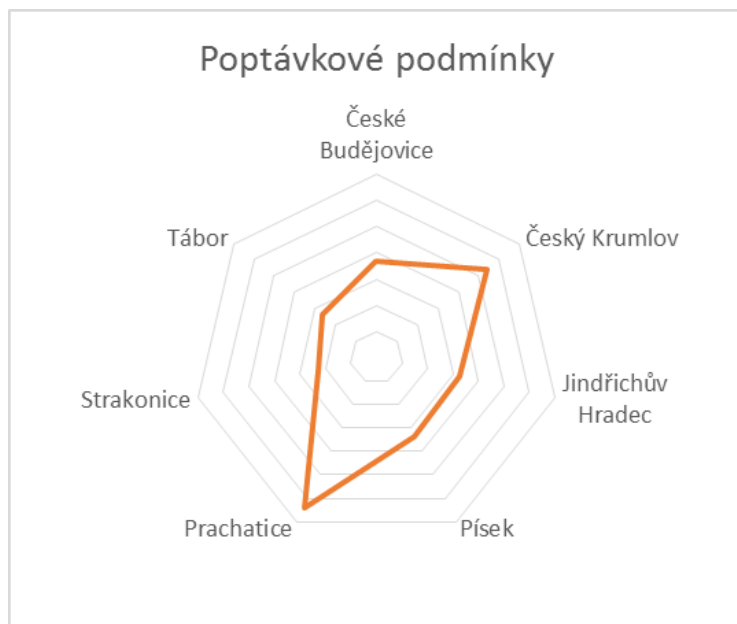 Poptávkové podmínky
České
Budějovice
Tábor
Český Krumlov
Jindřichův
Hradec
Strakonice
Prachatice
Písek